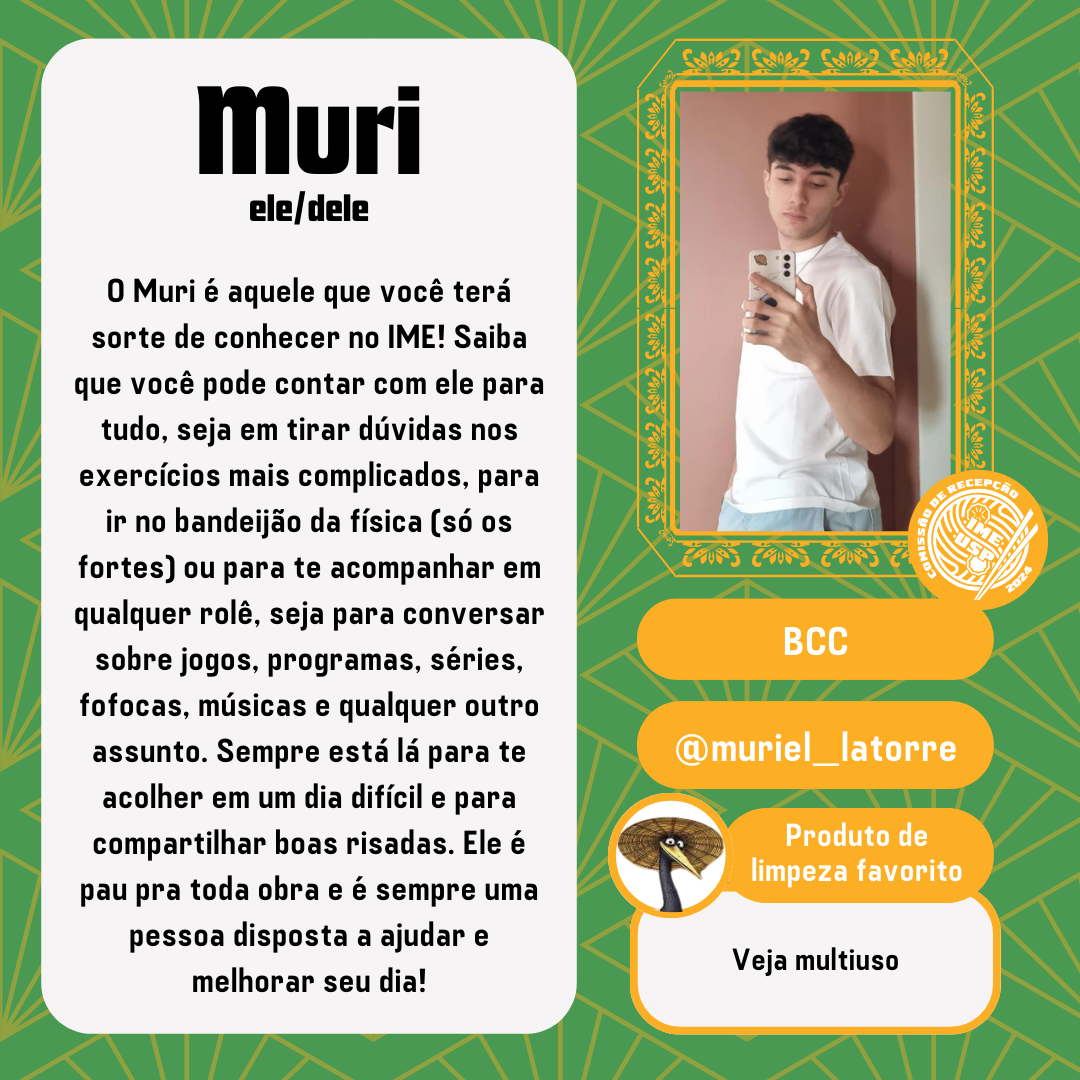 Muri
ele/dele
O Muri é aquele que você terá
sorte de conhecer no IME! Saiba
que você pode contar com ele para
tudo, seja em tirar dúvidas nos
exercícios mais complicados, para
ir no bandeijão da física (só os
fortes) ou para te acompanhar em
qualquer rolê, seja para conversar
sobre jogos, programas, séries,
fofocas, músicas e qualquer outro
assunto. Sempre está lá para te
acolher em um dia difícil e para
compartilhar boas risadas. Ele é
pau pra toda obra e é sempre uma
pessoa disposta a ajudar e
melhorar seu dia!
COMISSÃO DE RECEPÇÃO
IME
USP
2024
BCC
@muriel_latorre
Produto de
limpeza favorito
Veja multiuso